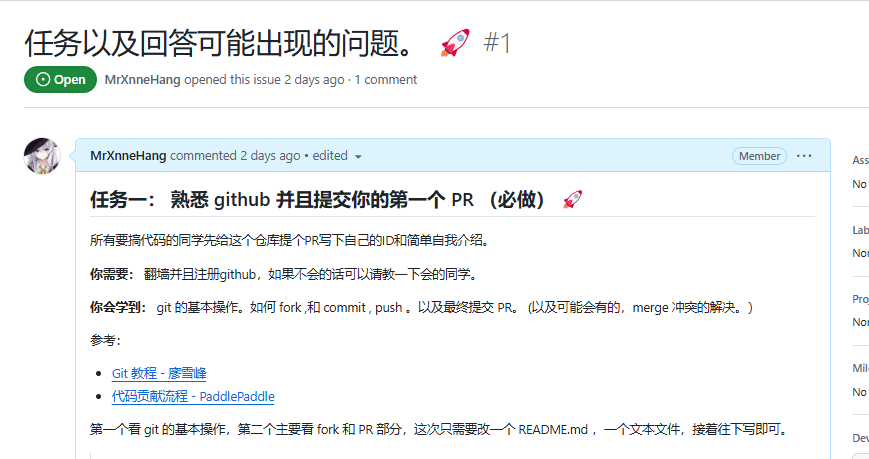 任务以及回答可能出现的问题。 🚀 #1
Open MrXnneHang opened this issue 2 days ago · 1 comment
MrXnneHang commented 2 days ago • edited Member
任务一： 熟悉 github 并且提交你的第一个 PR （必做） 🚀
所有要搞代码的同学先给这个仓库提个PR写下自己的ID和简单自我介绍。
你需要： 翻墙并且注册github，如果不会的话可以请教一下会的同学。
你会学到： git 的基本操作。如何 fork ,和 commit , push 。以及最终提交 PR。 (以及可能会有的，merge 冲突的解决。)
参考：
Git 教程 - 廖雪峰
代码贡献流程 - PaddlePaddle
第一个看 git 的基本操作，第二个主要看 fork 和 PR 部分，这次只需要改一个 README.md ，一个文本文件，接着往下写即可。
Ass
No
Lab
Non
Proj
Non
Mil
No
Dev